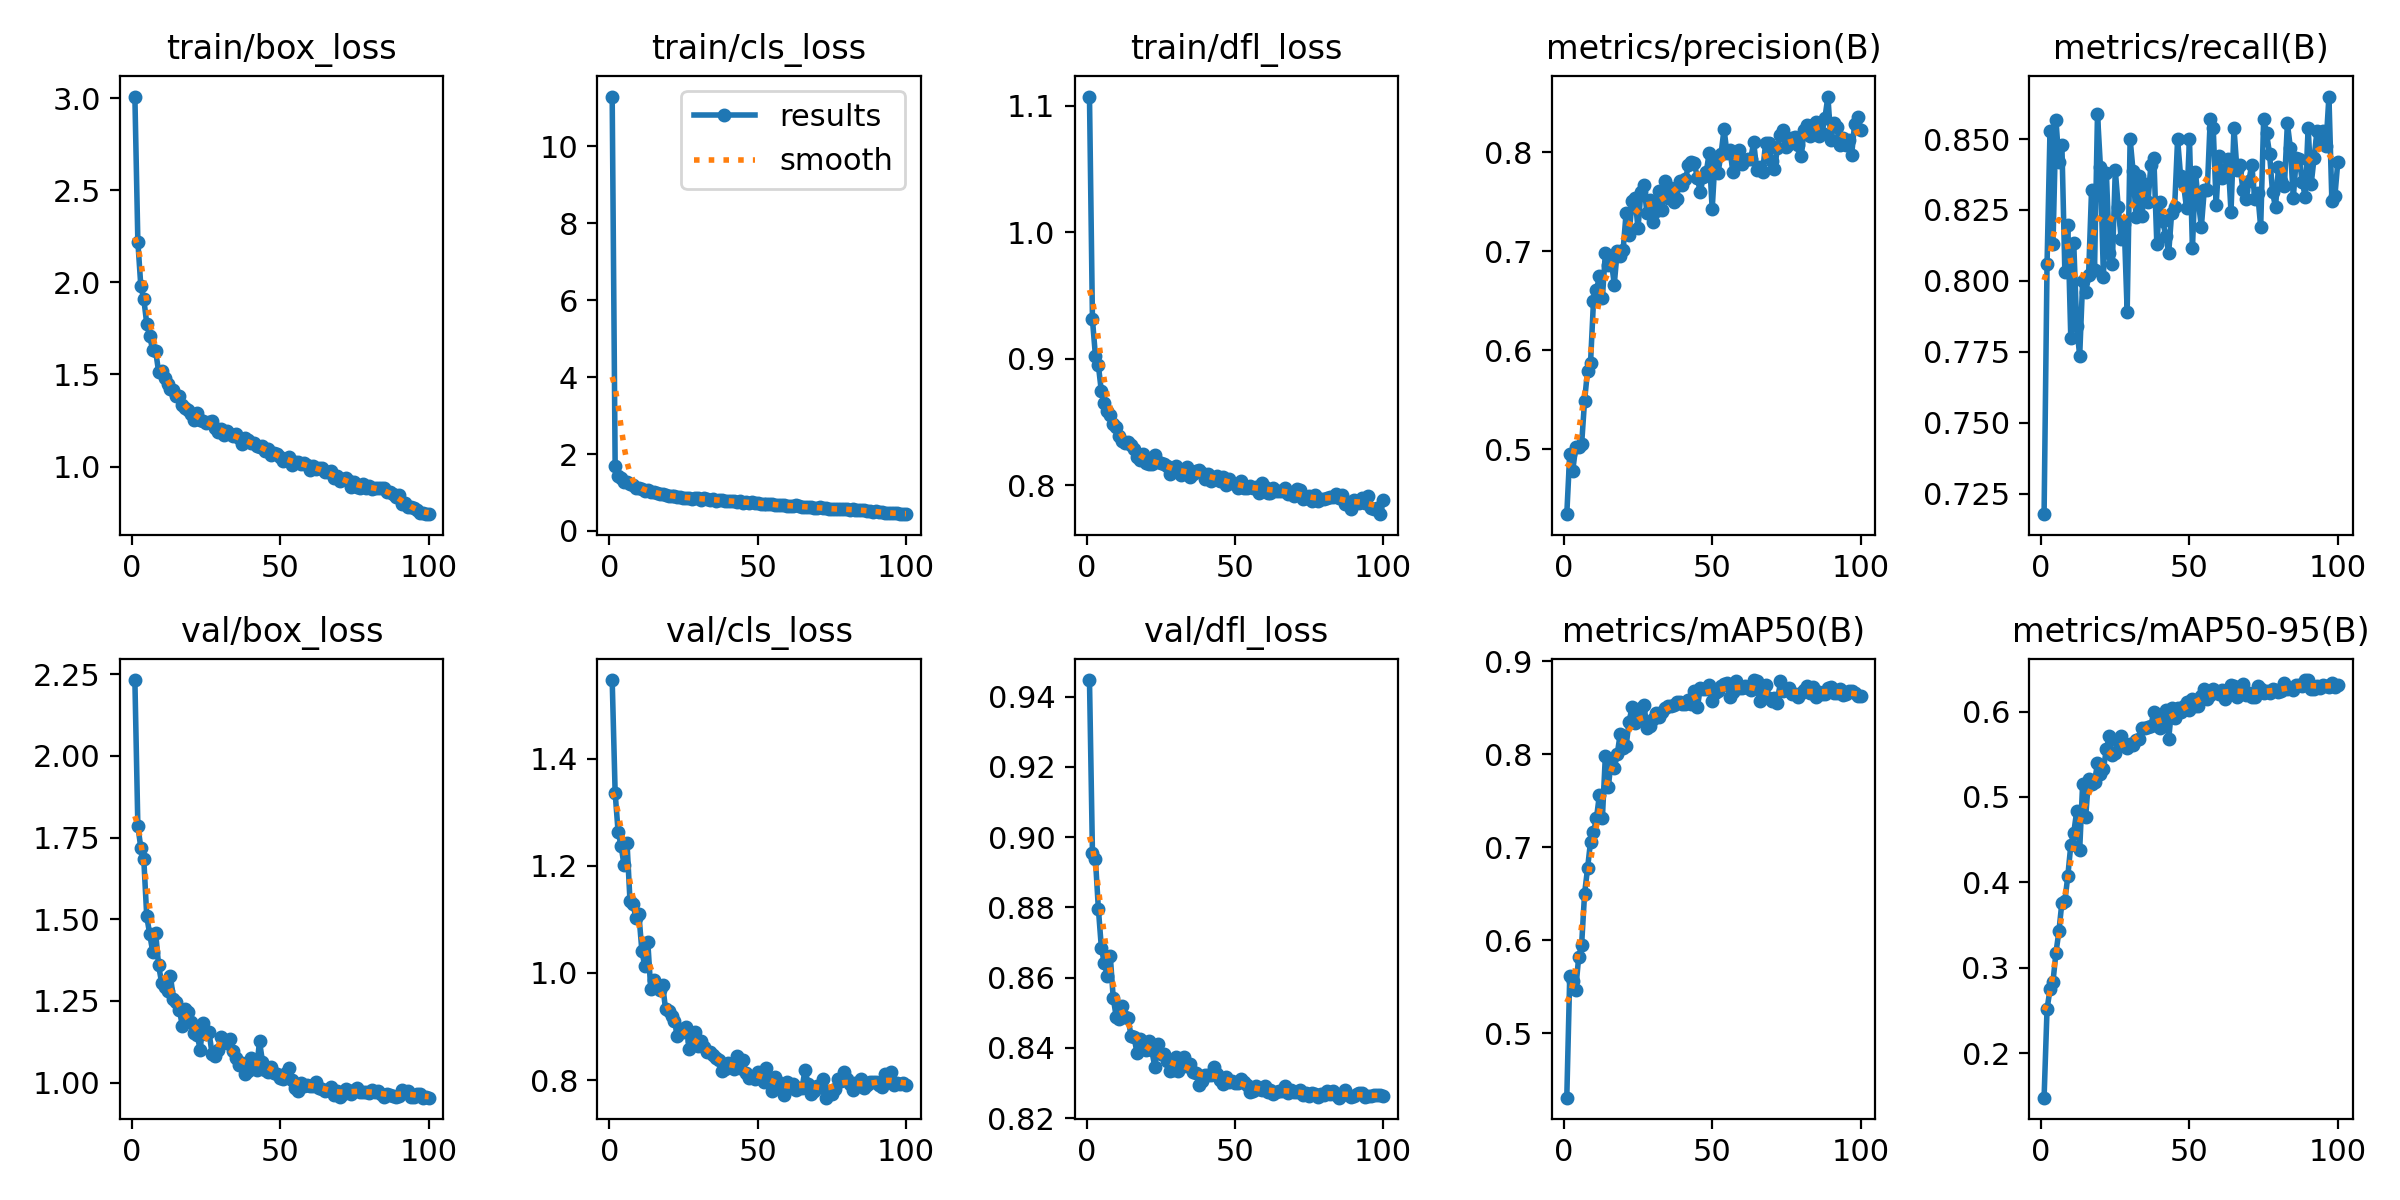 train/box_loss
3.0
2.5
2.0
1.5
1.0
0 50 100
train/cls_loss
results
smooth
10
8
6
4
2
0
0 50 100
train/dfl_loss
1.1
1.0
0.9
0.8
0 50 100
metrics/precision(B)
0.8
0.7
0.6
0.5
0 50 100
metrics/recall(B)
0.850
0.825
0.800
0.775
0.750
0.725
0 50 100
val/box_loss
2.25
2.00
1.75
1.50
1.25
1.00
0 50 100
val/cls_loss
1.4
1.2
1.0
0.8
0 50 100
val/dfl_loss
0.94
0.92
0.90
0.88
0.86
0.84
0.82
0 50 100
metrics/mAP50(B)
0.9
0.8
0.7
0.6
0.5
0 50 100
metrics/mAP50-95(B)
0.6
0.5
0.4
0.3
0.2
0 50 100